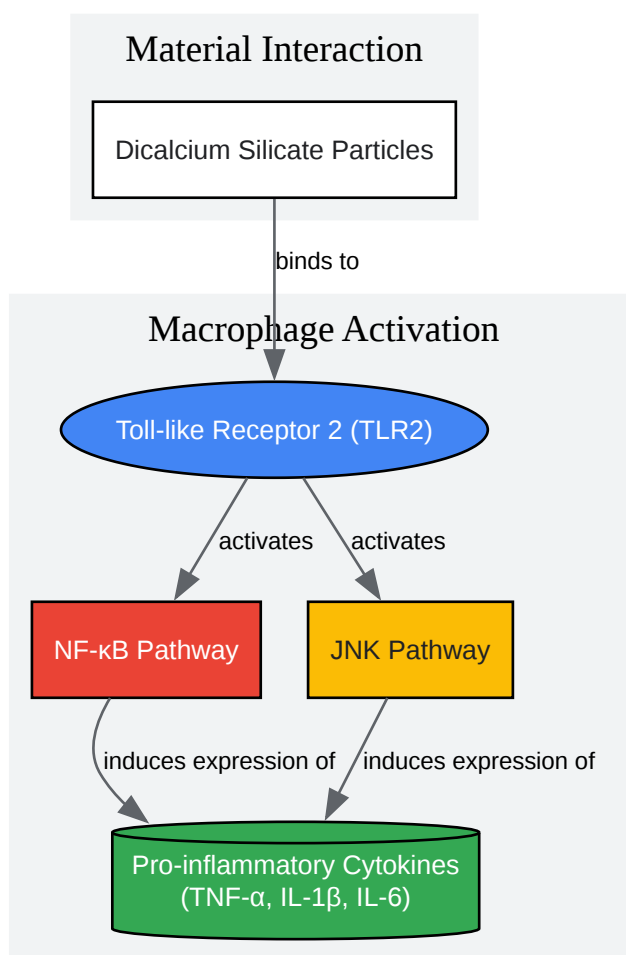 Material Interaction
Dicalcium Silicate Particles
binds to
Macrophage Activation
Toll-like Receptor 2 (TLR2)
activates
activates
NF-κB Pathway
JNK Pathway
induces expression of
induces expression of
Pro-inflammatory Cytokines
(TNF-α, IL-1β, IL-6)